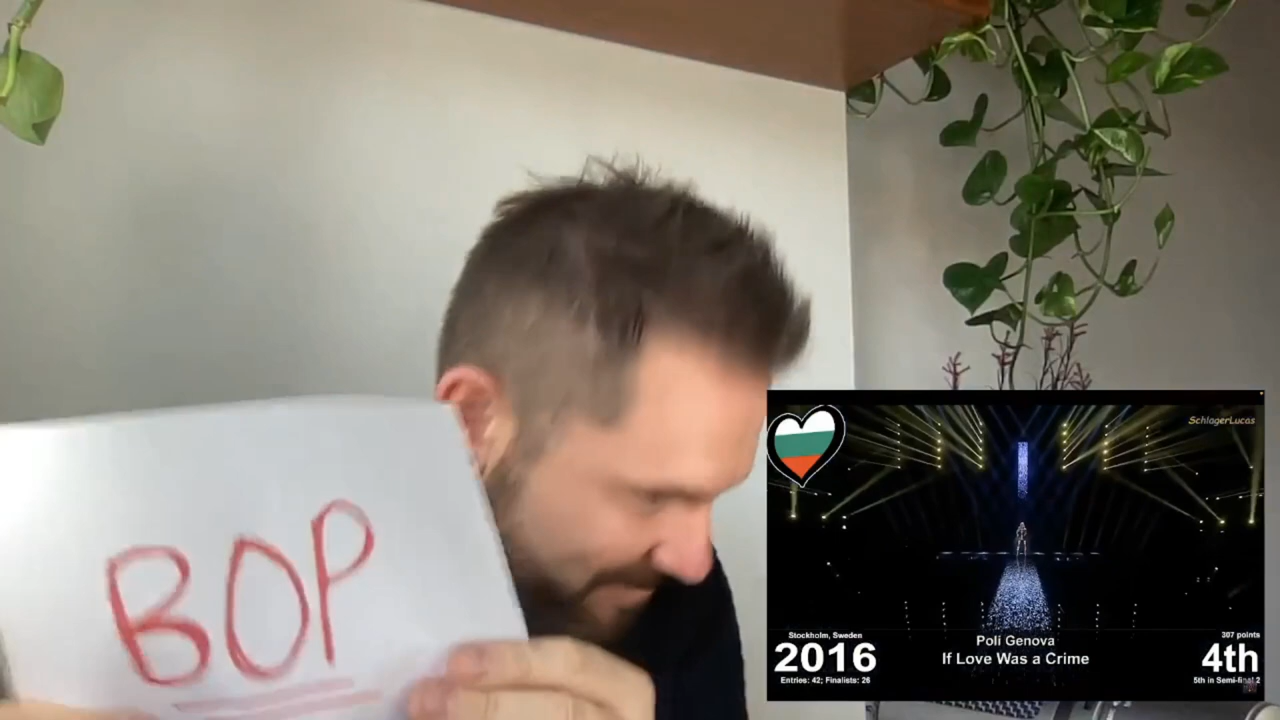 BOP
SchlagerLucas
Stockholm, Sweden
2016
Entries: 42; Finalists: 26
Poli Genova
If Love Was a Crime
307 points
4th
5th in Semi-final 2